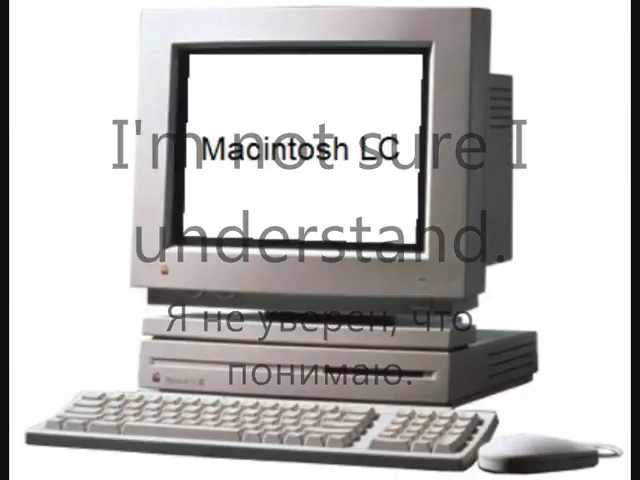 I'm not sure I
Macintosh LC
understand.
Я не уверен, что
понимаю.